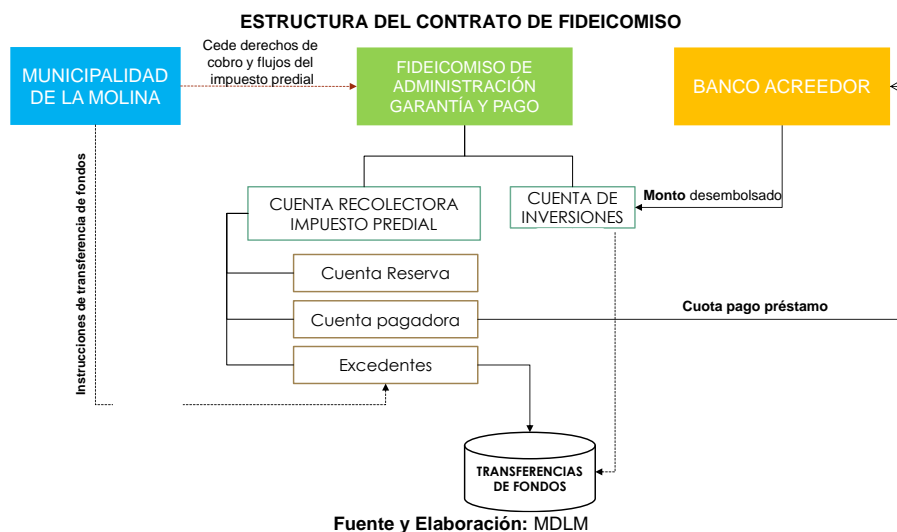 ESTRUCTURA DEL CONTRATO DE FIDEICOMISO
MUNICIPALIDAD
DE LA MOLINA
Cede derechos de
cobro y flujos del
impuesto predial
FIDEICOMISO DE
ADMINISTRACIÓN
GARANTÍA Y PAGO
BANCO ACREEDOR
Instrucciones de transferencia de fondos
CUENTA RECOLECTORA
IMPUESTO PREDIAL
CUENTA DE
INVERSIONES
Monto desembolsado
Cuenta Reserva
Cuenta pagadora
Cuota pago préstamo
Excedentes
TRANSFERENCIAS
DE FONDOS
Fuente y Elaboración: MDLM